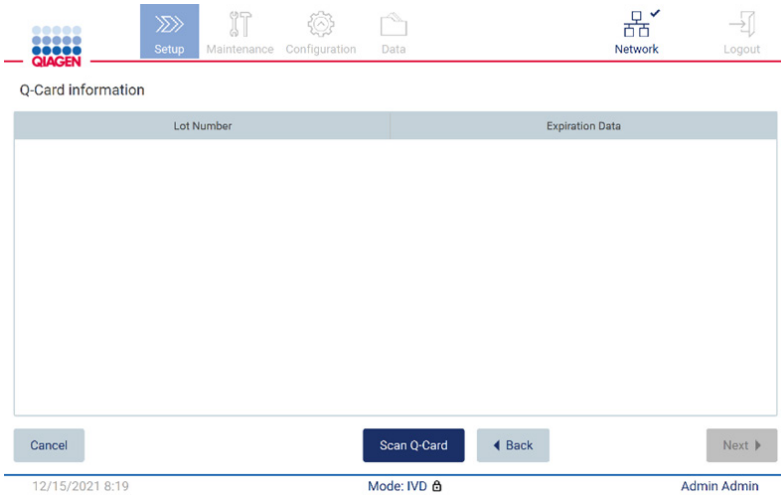 QIAGEN
Setup
Maintenance
Configuration
Data
Network
Logout
Q-Card information
Lot Number
Expiration Data
Cancel
Scan Q-Card
Back
Next
12/15/2021 8:19
Mode: IVD
Admin Admin